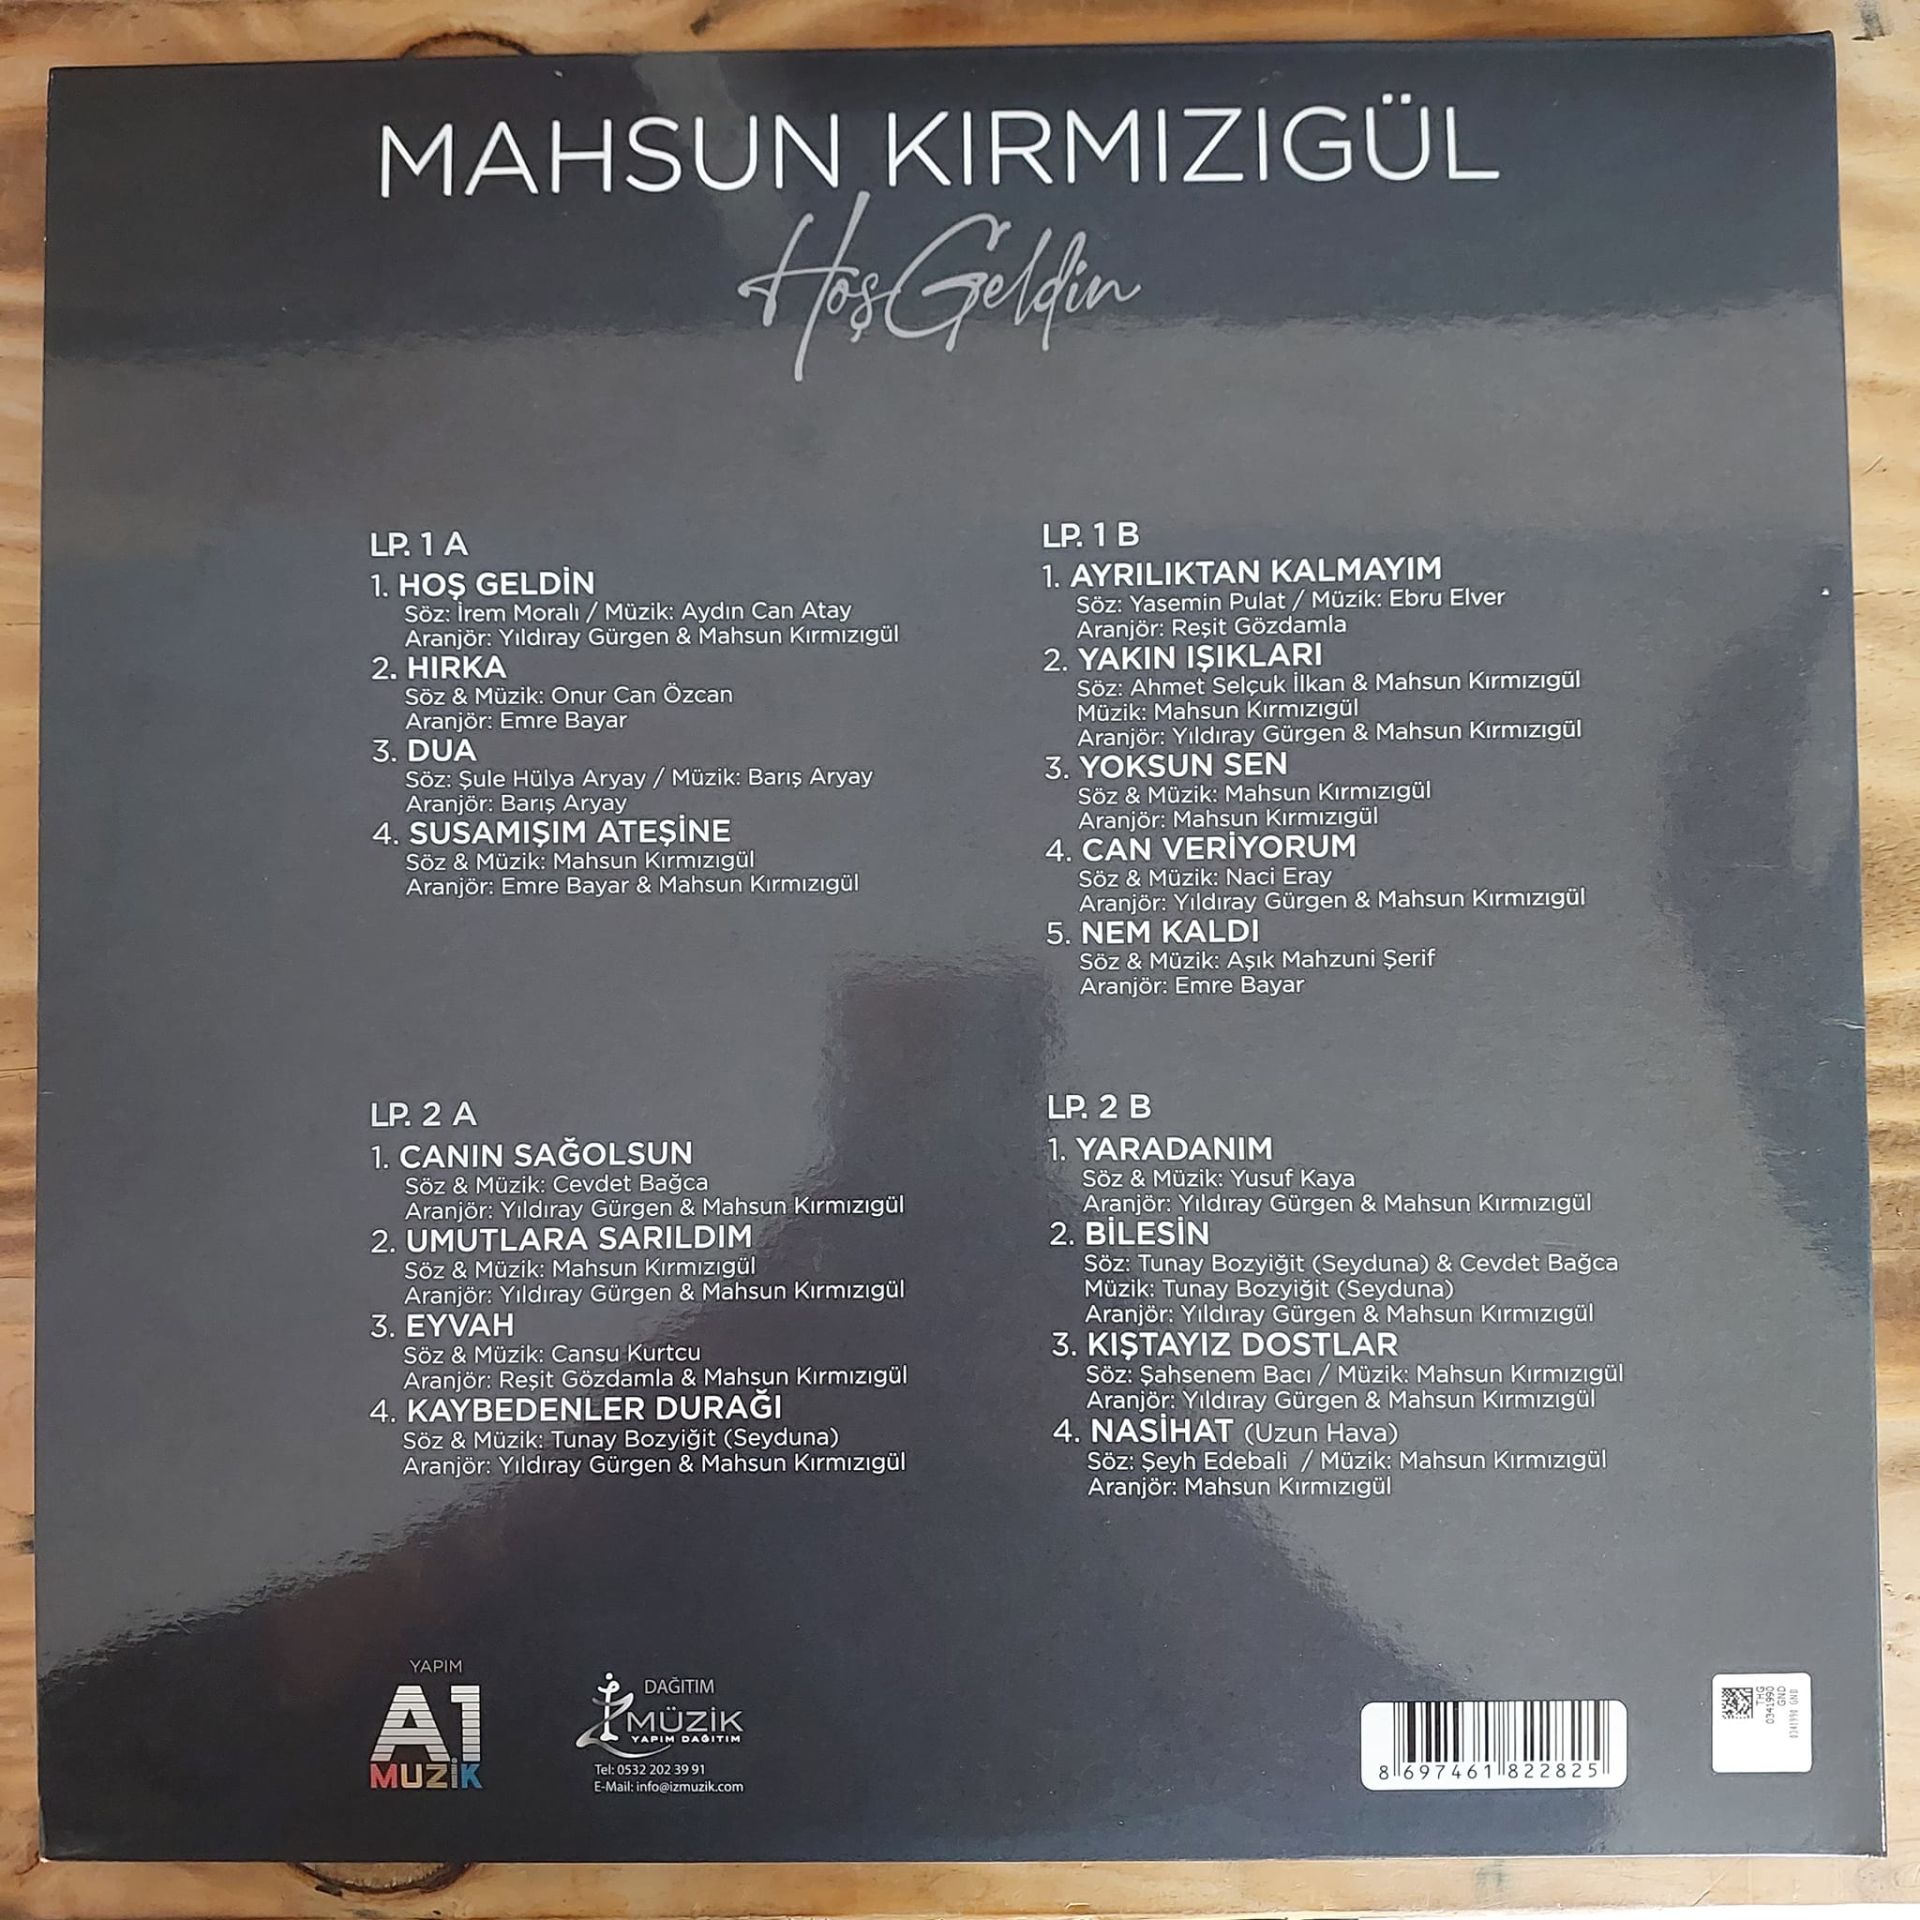 MAHSUN KIRMIZIGÜL
Hoş Geldin
LP. 1 A
1. HOŞ GELDİN
Söz: İrem Moralı / Müzik: Aydın Can Atay
Aranjör: Yıldıray Gürgen & Mahsun Kırmızıgül
2. HIRKA
Söz & Müzik: Onur Can Özcan
Aranjör: Emre Bayar
3. DUA
Söz: Şule Hülya Aryay / Müzik: Barış Aryay
Aranjör: Barış Aryay
4. SUSAMIŞIM ATEŞİNE
Söz & Müzik: Mahsun Kırmızıgül
Aranjör: Emre Bayar & Mahsun Kırmızıgül
LP. 1 B
1. AYRILIKTAN KALMAYIM
Söz: Yasemin Pulat / Müzik: Ebru Elver
Aranjör: Reşit Gözdamla
2. YAKIN IŞIKLARI
Söz: Ahmet Selçuk İlkan & Mahsun Kırmızıgül
Müzik: Mahsun Kırmızıgül
Aranjör: Yıldıray Gürgen & Mahsun Kırmızıgül
3. YOKSUN SEN
Söz & Müzik: Mahsun Kırmızıgül
Aranjör: Mahsun Kırmızıgül
4. CAN VERİYORUM
Söz & Müzik: Naci Eray
Aranjör: Yıldıray Gürgen & Mahsun Kırmızıgül
5. NEM KALDI
Söz & Müzik: Aşık Mahzuni Şerif
Aranjör: Emre Bayar
LP. 2 A
1. CANIN SAĞOLSUN
Söz & Müzik: Cevdet Bağca
Aranjör: Yıldıray Gürgen & Mahsun Kırmızıgül
2. UMUTLARA SARILDIM
Söz & Müzik: Mahsun Kırmızıgül
Aranjör: Yıldıray Gürgen & Mahsun Kırmızıgül
3. EYVAH
Söz & Müzik: Cansu Kurtcu
Aranjör: Reşit Gözdamla & Mahsun Kırmızıgül
4. KAYBEDENLER DURAĞI
Söz & Müzik: Tunay Bozyiğit (Seyduna)
Aranjör: Yıldıray Gürgen & Mahsun Kırmızıgül
LP. 2 B
1. YARADANIM
Söz & Müzik: Yusuf Kaya
Aranjör: Yıldıray Gürgen & Mahsun Kırmızıgül
2. BİLESİN
Söz: Tunay Bozyiğit (Seyduna) & Cevdet Bağca
Müzik: Tunay Bozyiğit (Seyduna)
Aranjör: Yıldıray Gürgen & Mahsun Kırmızıgül
3. KIŞTAYIZ DOSTLAR
Söz: Şahsenem Bacı / Müzik: Mahsun Kırmızıgül
Aranjör: Yıldıray Gürgen & Mahsun Kırmızıgül
4. NASİHAT (Uzun Hava)
Söz: Şeyh Edebali / Müzik: Mahsun Kırmızıgül
Aranjör: Mahsun Kırmızıgül
YAPIM
A1
MUZİK
DAĞITIM
İZ MÜZİK
YAPIM DAĞITIM
Tel: 0532 202 39 91
E-Mail: info@izmuzik.com
8 697461 822825
THG
0341990
GND
0341990 GND